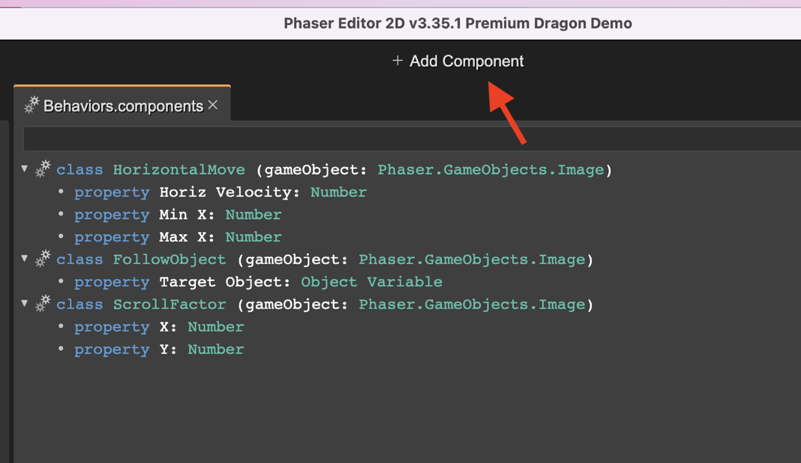 Phaser Editor 2D v3.35.1 Premium Dragon Demo
+ Add Component
Behaviors.components ×
class HorizontalMove (gameObject: Phaser.GameObjects.Image)
• property Horiz Velocity: Number
• property Min X: Number
• property Max X: Number
class FollowObject (gameObject: Phaser.GameObjects.Image)
• property Target Object: Object Variable
class ScrollFactor (gameObject: Phaser.GameObjects.Image)
• property X: Number
• property Y: Number